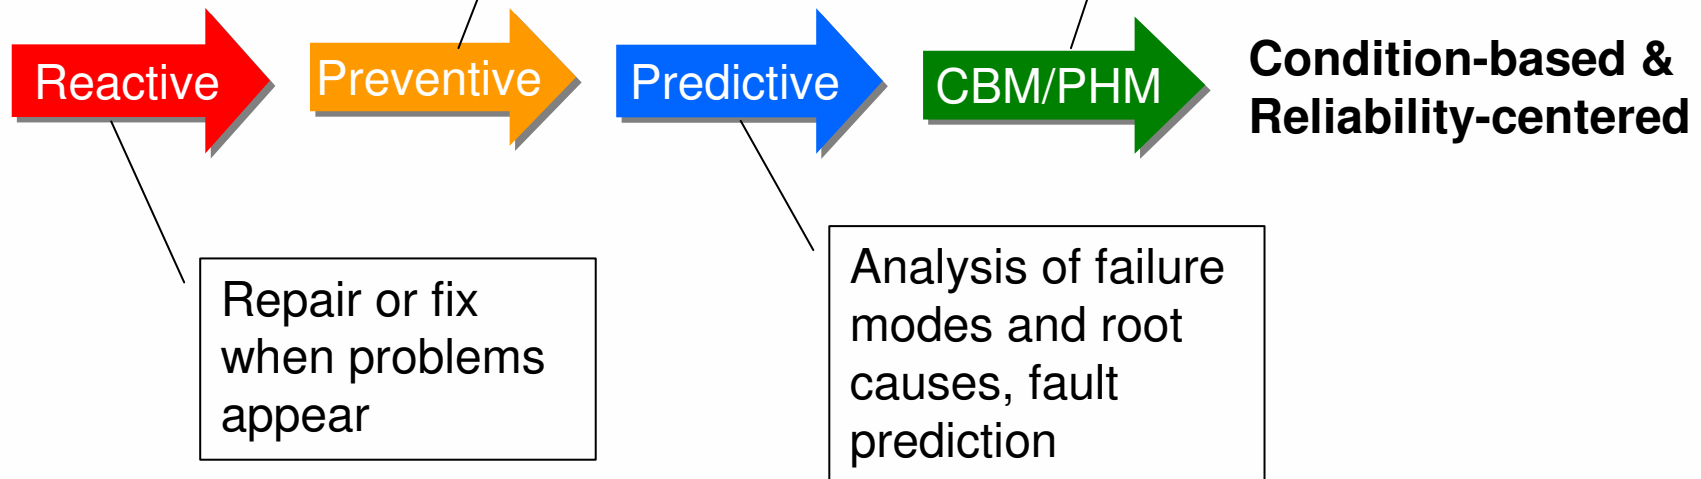 Reactive
Preventive
Predictive
CBM/PHM
Condition-based &
Reliability-centered
Repair or fix
when problems
appear
Analysis of failure
modes and root
causes, fault
prediction